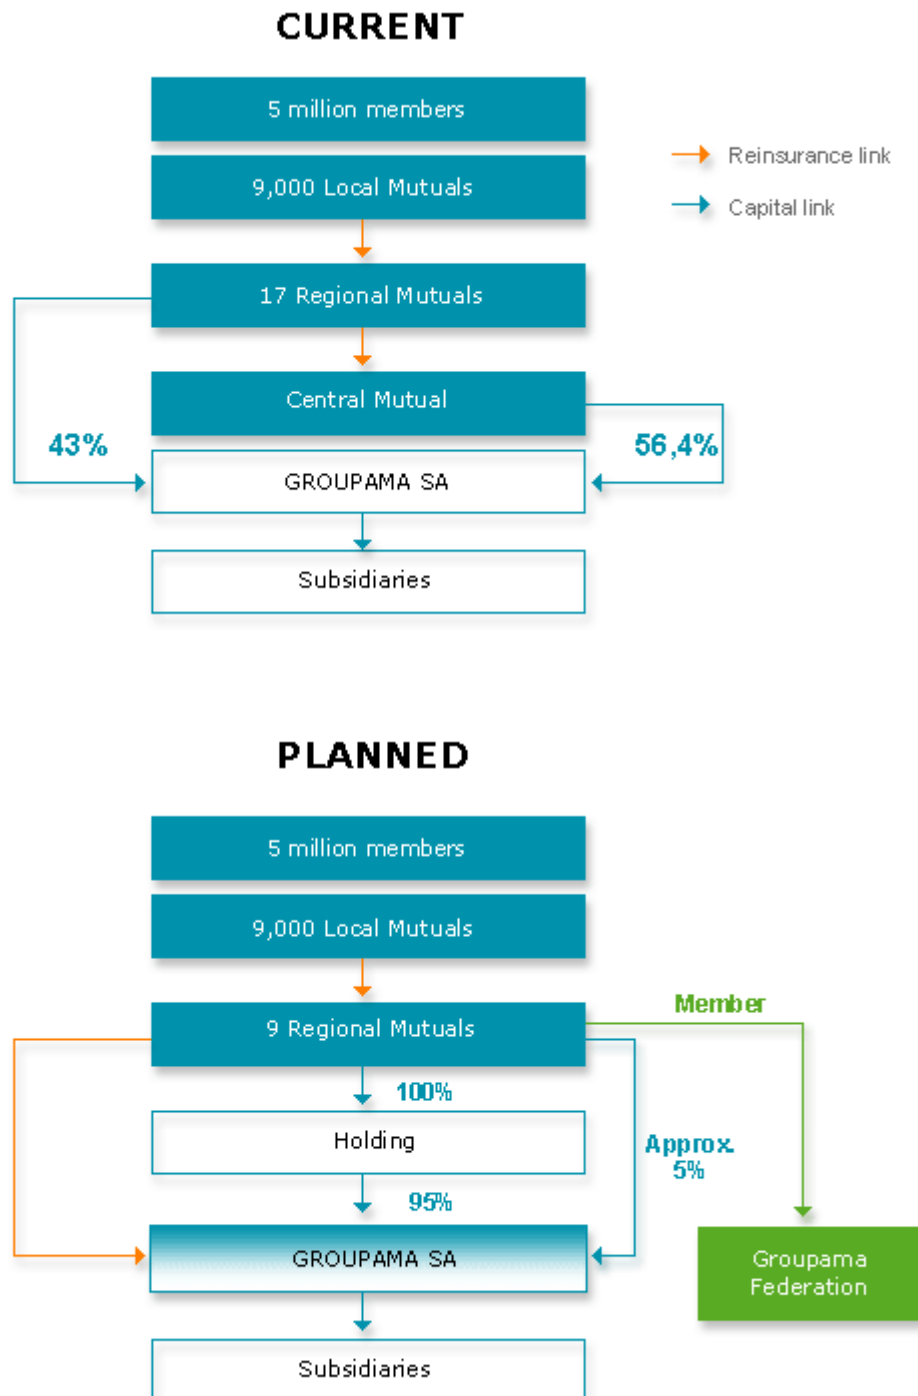 CURRENT
5 million members
9,000 Local Mutuals
Reinsurance link
Capital link
17 Regional Mutuals
Central Mutual
43%
56,4%
GROUPAMA SA
Subsidiaries
PLANNED
5 million members
9,000 Local Mutuals
Member
9 Regional Mutuals
100%
Holding
Approx.
5%
95%
GROUPAMA SA
Groupama
Federation
Subsidiaries